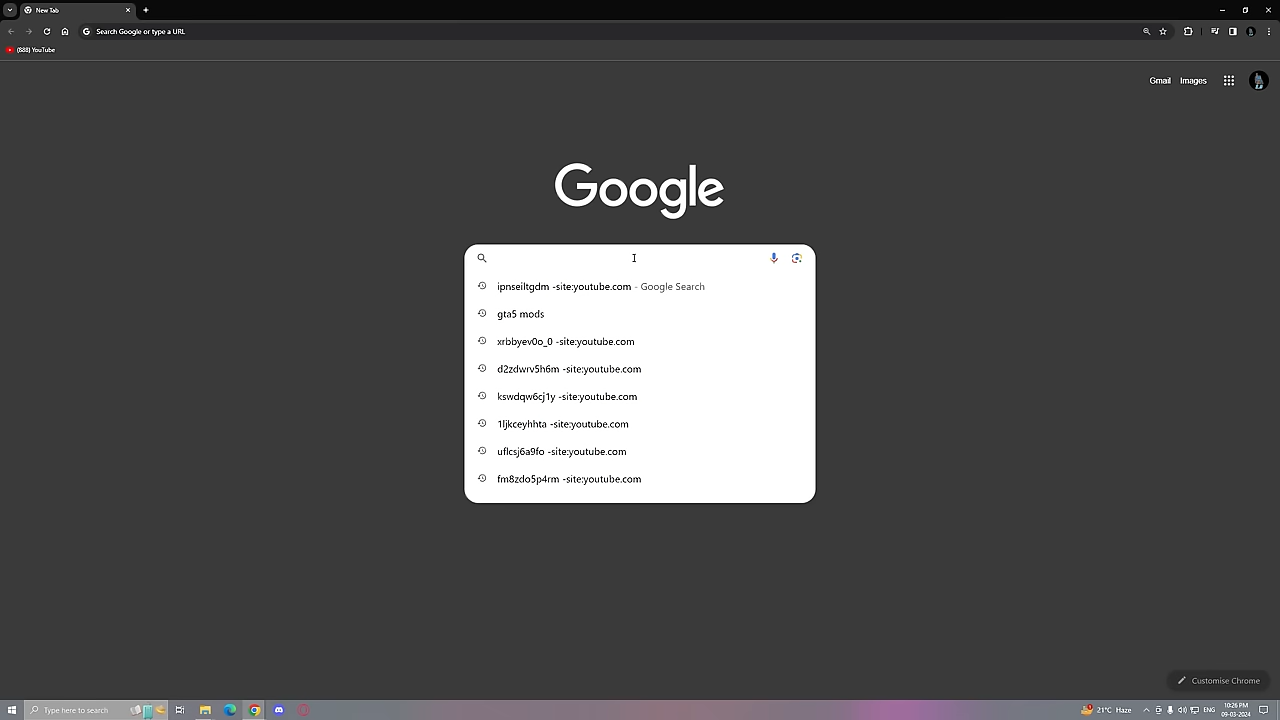 New Tab
Search Google or type a URL
(688) YouTube
Gmail Images
Google
ipnseiltgdm -site:youtube.com - Google Search
gta5 mods
xrbbyev0o_0 -site:youtube.com
d2zdwrv5h6m -site:youtube.com
kswdqw6cj1y -site:youtube.com
1ljkceyhhta -site:youtube.com
uflcsj6a9fo -site:youtube.com
fm8zdo5p4rm -site:youtube.com
Customise Chrome
Type here to search
21°C Haze
ENG
10:26 PM
09-03-2024